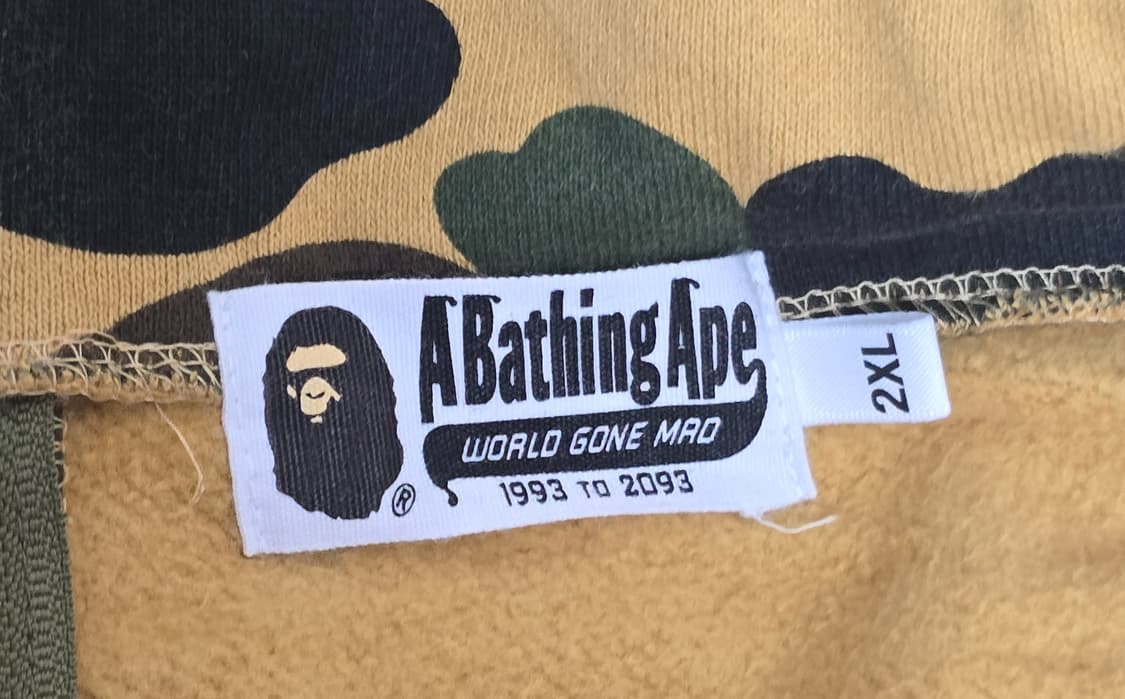 A Bathing Ape
WORLD GONE MAD
1993 TO 2093
®
2XL